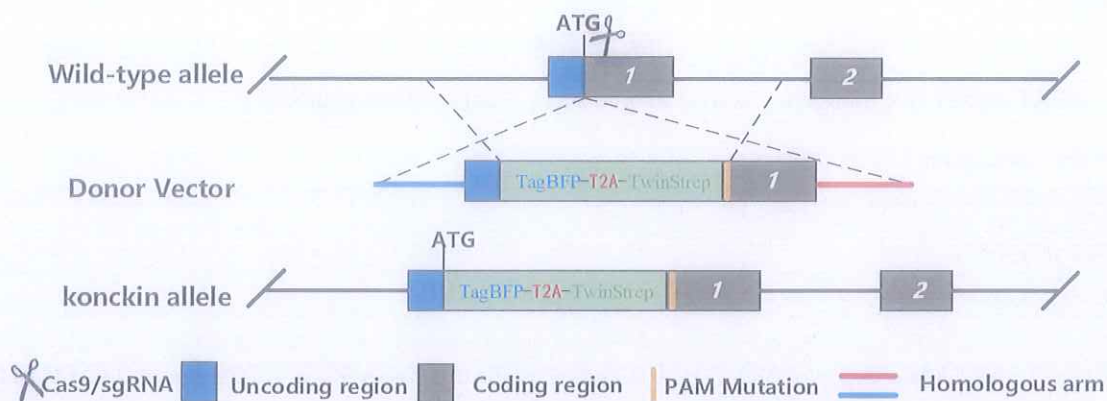 ATG
Wild-type allele 1 2
Donor Vector TagBFP-T2A-TwinStrep 1
ATG
konckin allele TagBFP-T2A-TwinStrep 1 2
Cas9/sgRNA Uncoding region Coding region PAM Mutation Homologous arm